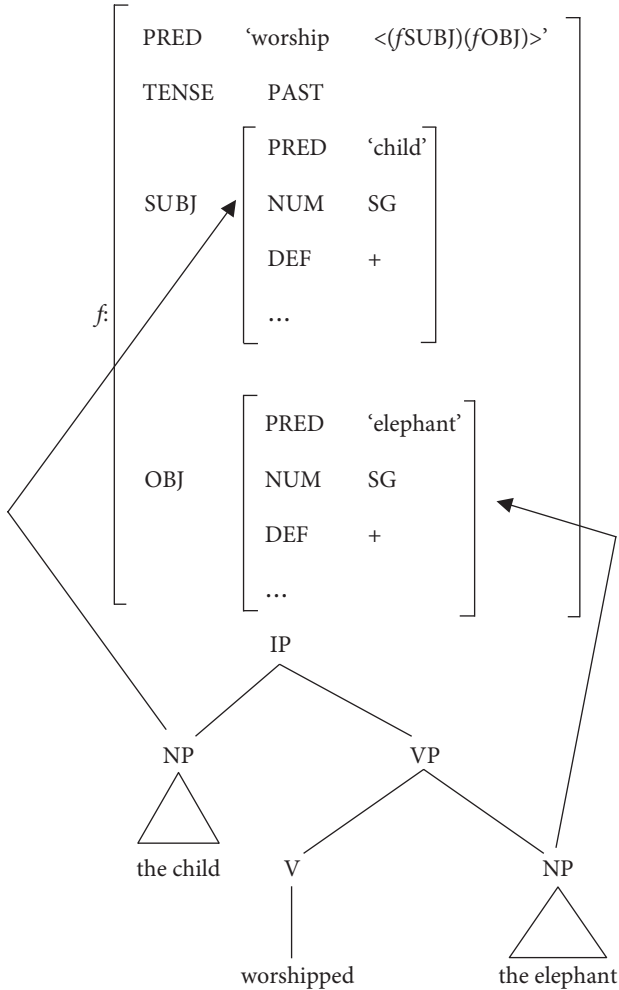 PRED ‘worship <(fSUBJ)(fOBJ)>’
TENSE PAST
PRED ‘child’
SUBJ NUM SG
DEF +
...
f:
PRED ‘elephant’
OBJ NUM SG
DEF +
...
IP
NP VP
the child V NP
worshipped the elephant